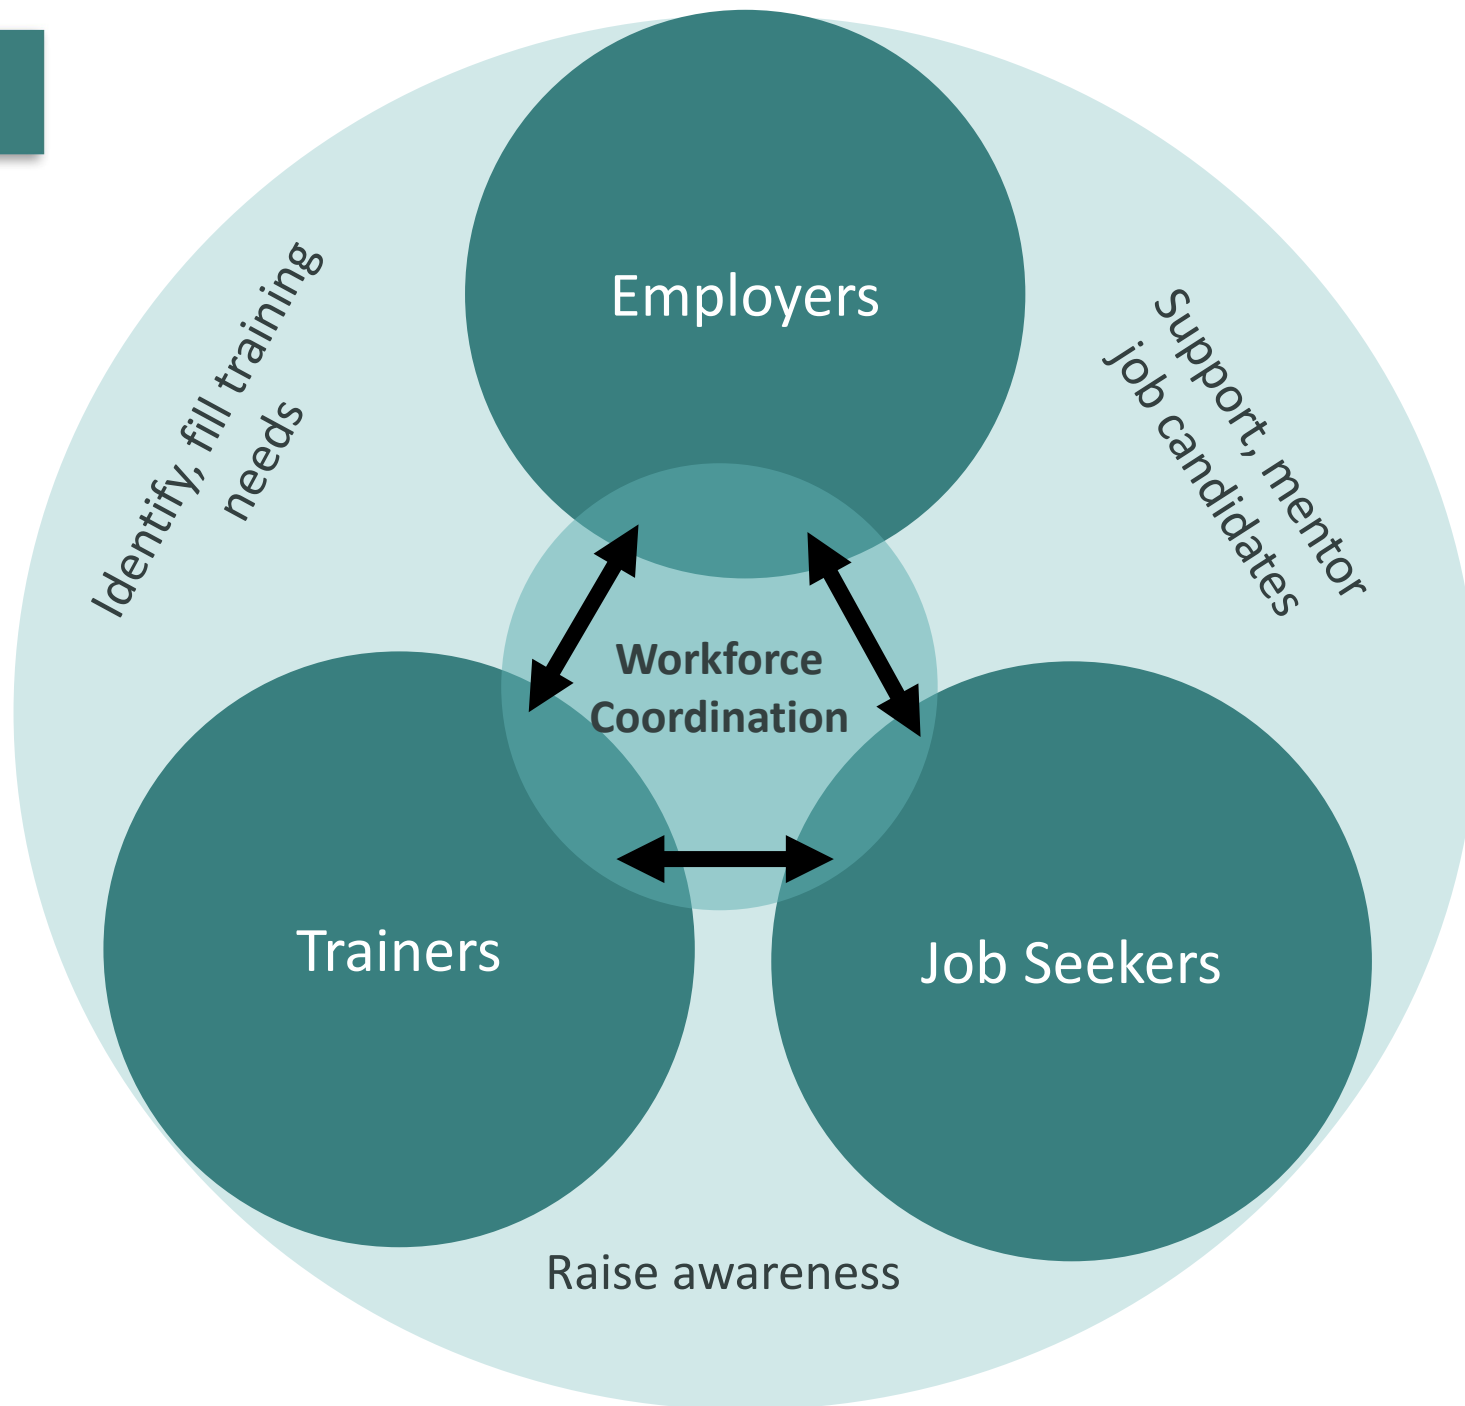 Employers
Identify, fill training
needs
Support, mentor
job candidates
Workforce
Coordination
Trainers
Job Seekers
Raise awareness